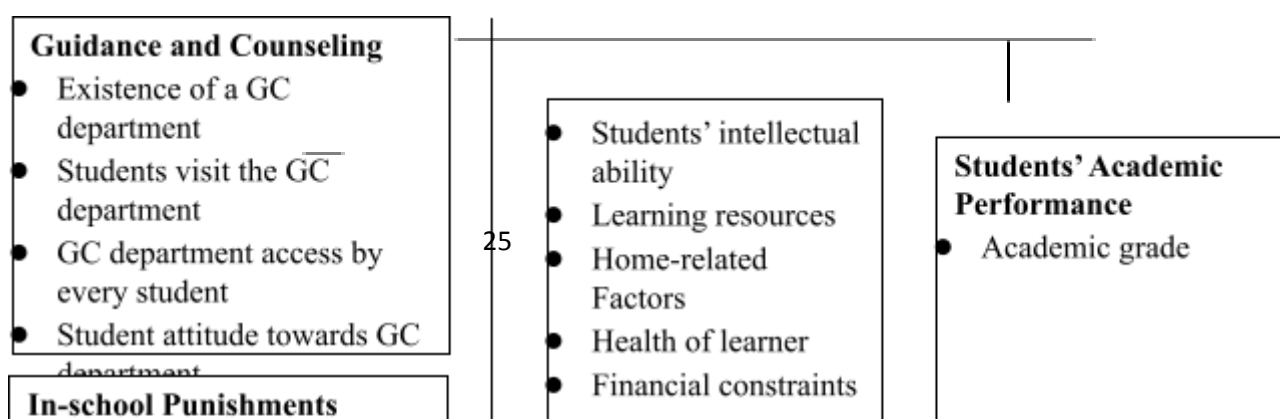 Guidance and Counseling
● Existence of a GC
department
● Students visit the GC
department
● GC department access by
every student
● Student attitude towards GC
department
In-school Punishments
25
● Students’ intellectual
ability
● Learning resources
● Home-related
Factors
● Health of learner
● Financial constraints
Students’ Academic
Performance
● Academic grade